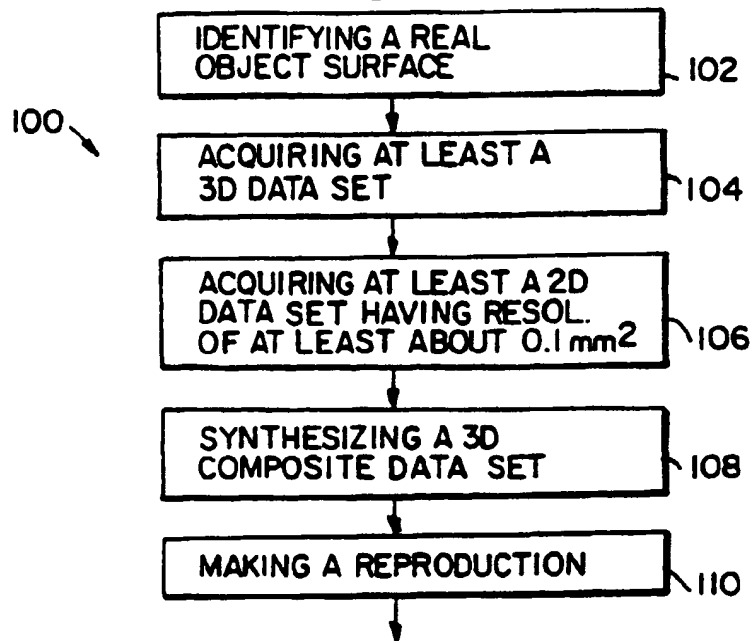 IDENTIFYING A REAL
OBJECT SURFACE
102
100
ACQUIRING AT LEAST A
3D DATA SET
104
ACQUIRING AT LEAST A 2D
DATA SET HAVING RESOL.
OF AT LEAST ABOUT 0.1 mm²
106
SYNTHESIZING A 3D
COMPOSITE DATA SET
108
MAKING A REPRODUCTION
110